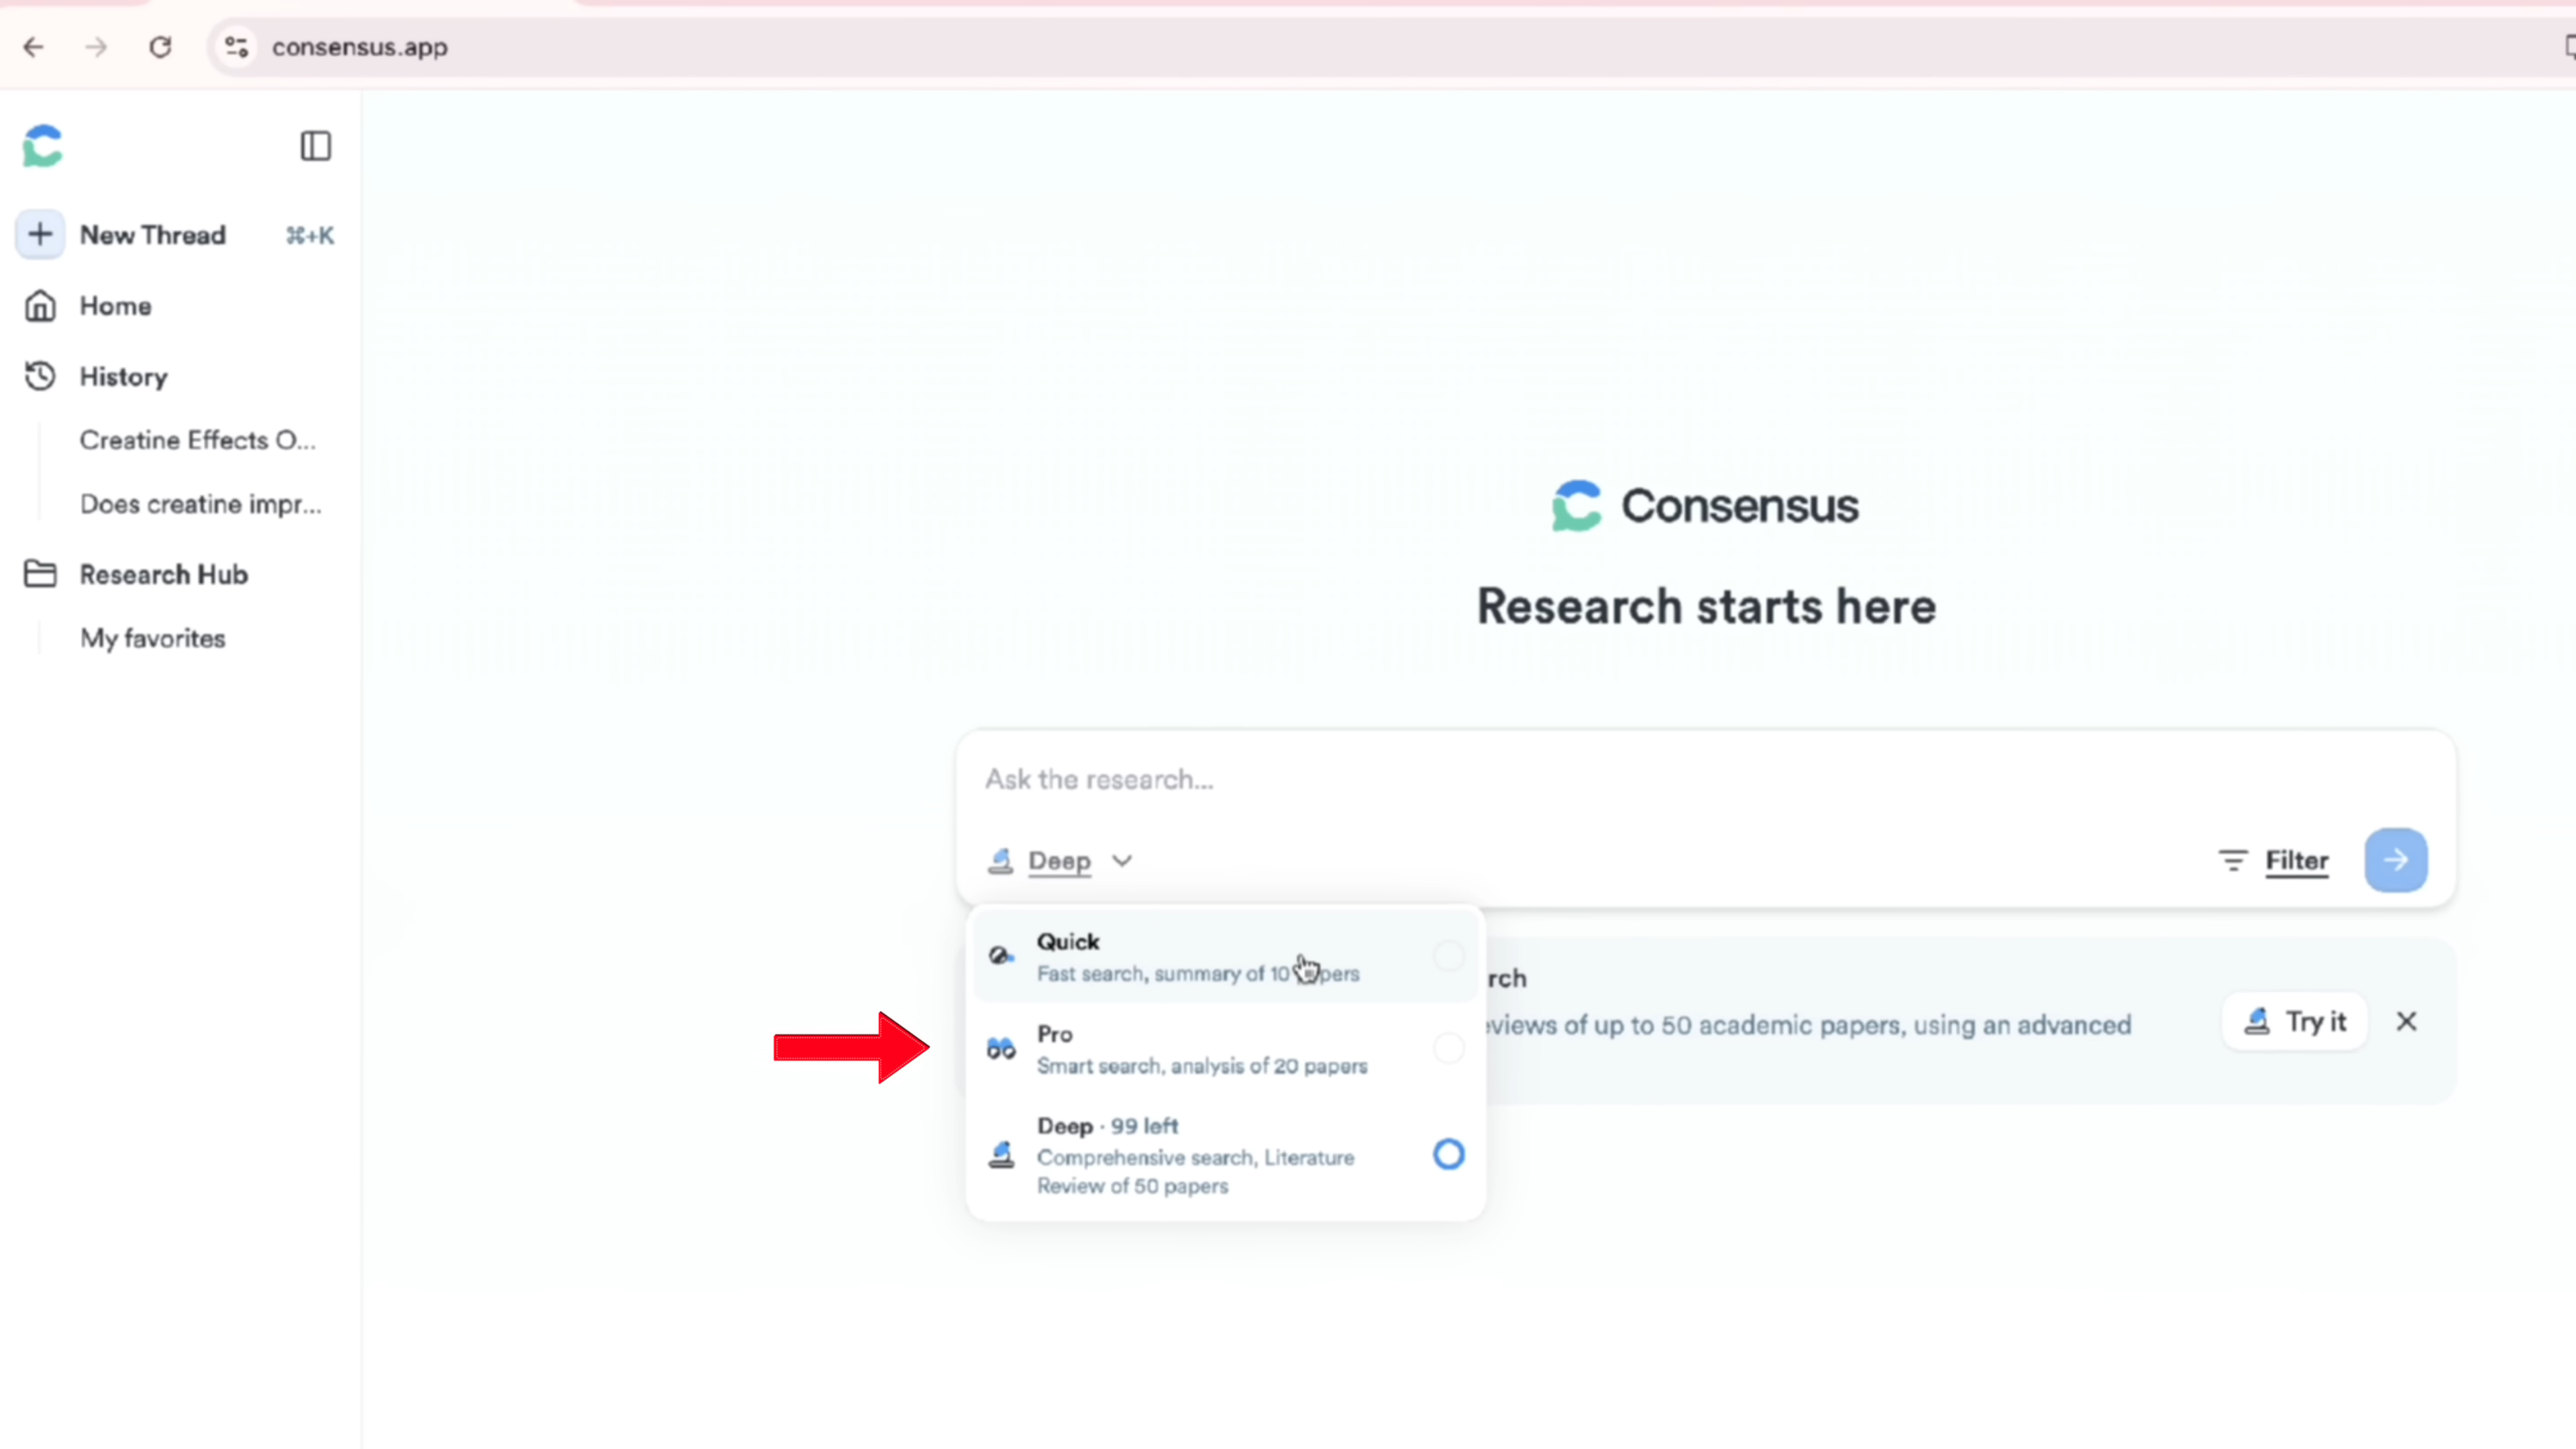 consensus.app
New Thread ⌘+K
Home
History
Creatine Effects O...
Does creatine impr...
Research Hub
My favorites
Consensus
Research starts here
Ask the research...
Deep
Filter
Quick
Fast search, summary of 10
Pro
Smart search, analysis of 20 papers
Deep · 99 left
Comprehensive search, Literature
Review of 50 papers
rch
eviews of up to 50 academic papers, using an advanced
Try it